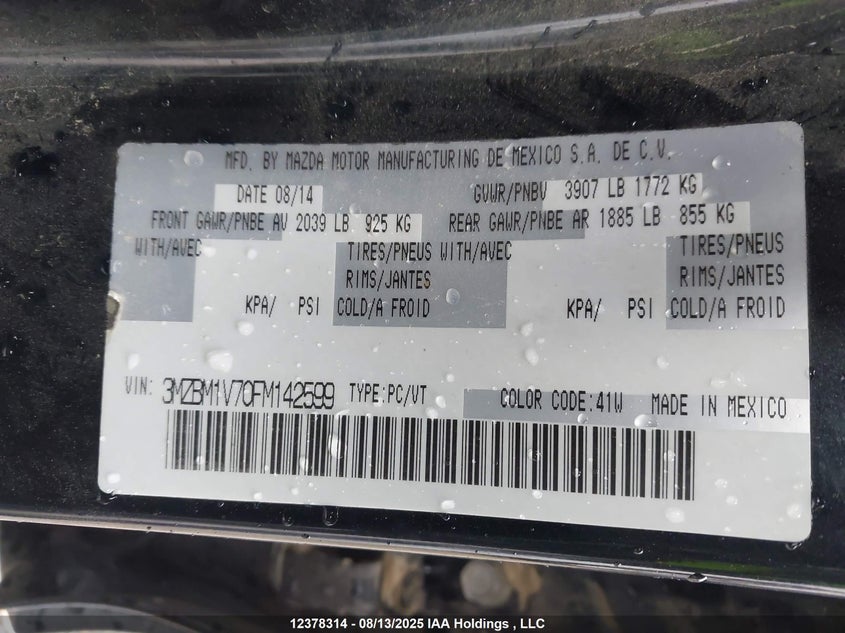 MFD. BY MAZDA MOTOR MANUFACTURING DE MEXICO S.A. DE C.V.
DATE 08/14 GVWR/PNBV 3907 LB 1772 KG
FRONT GAWR/PNBE AV 2039 LB 925 KG REAR GAWR/PNBE AR 1885 LB 855 KG
WITH/AVEC TIRES/PNEUS WITH/AVEC TIRES/PNEUS
RIMS/JANTES RIMS/JANTES
KPA/ PSI COLD/A FROID KPA/ PSI COLD/A FROID
VIN: 3MZBM1V70FM142599 TYPE:PC/VT COLOR CODE:41W MADE IN MEXICO
12378314 - 08/13/2025 IAA Holdings , LLC